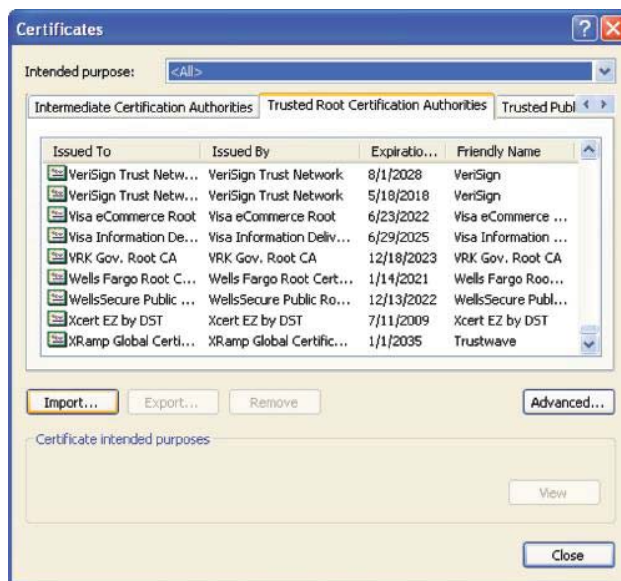 Certificates
Intended purpose: <All>
Intermediate Certification Authorities Trusted Root Certification Authorities Trusted Publ
Issued To Issued By Expiratio... Friendly Name
VeriSign Trust Netw... VeriSign Trust Network 8/1/2028 VeriSign
VeriSign Trust Netw... VeriSign Trust Network 5/18/2018 VeriSign
Visa eCommerce Root Visa eCommerce Root 6/23/2022 Visa eCommerce ...
Visa Information De... Visa Information Deliv... 6/29/2025 Visa Information ...
VRK Gov. Root CA VRK Gov. Root CA 12/18/2023 VRK Gov. Root CA
Wells Fargo Root C... Wells Fargo Root Cert... 1/14/2021 Wells Fargo Roo...
WellsSecure Public ... WellsSecure Public Ro... 12/13/2022 WellsSecure Publ...
Xcert EZ by DST Xcert EZ by DST 7/11/2009 Xcert EZ by DST
XRamp Global Certi... XRamp Global Certific... 1/1/2035 Trustwave
Import... Export... Remove Advanced...
Certificate intended purposes
View
Close